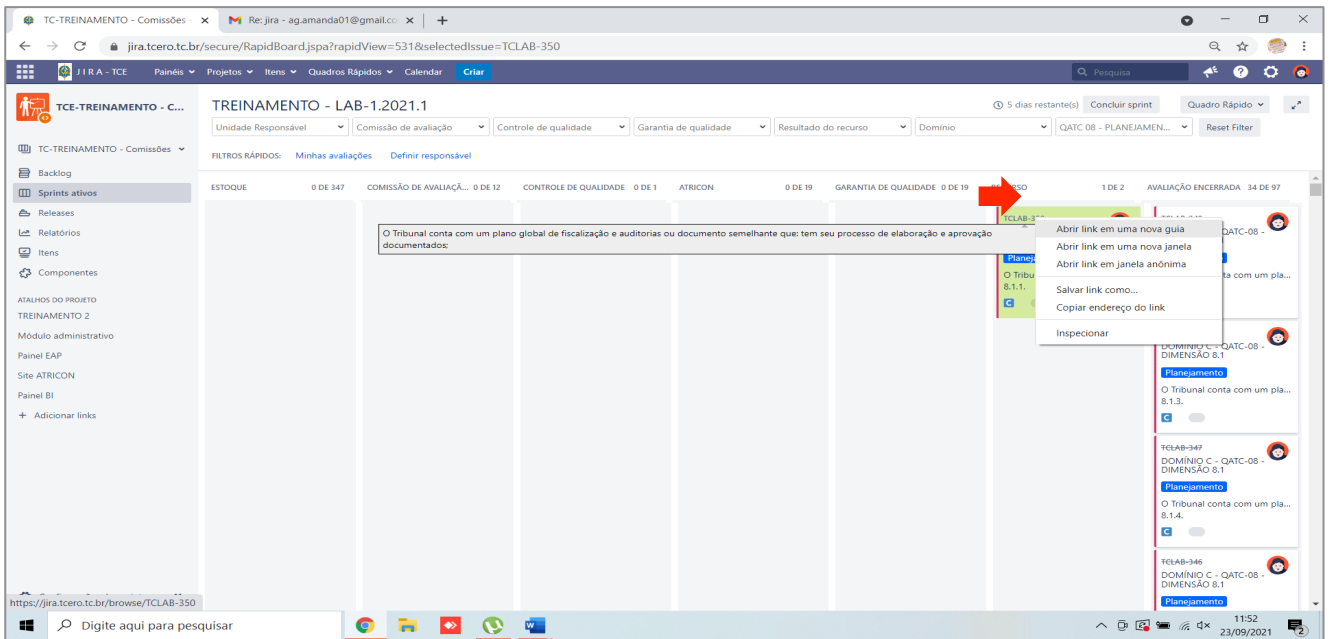 TC-TREINAMENTO - Comissões
Re: jira - ag.amanda01@gmail.co
jira.tcero.tc.br/secure/RapidBoard.jspa?rapidView=531&selectedIssue=TCLAB-350
JIRA - TCE Painéis Projetos Itens Quadros Rápidos Calendar Criar Pesquisa
TCE-TREINAMENTO - C...
TREINAMENTO - LAB-1.2021.1
5 dias restante(s) Concluir sprint Quadro Rápido
Unidade Responsável Comissão de avaliação Controle de qualidade Garantia de qualidade Resultado do recurso Domínio QATC 08 - PLANEJAMEN... Reset Filter
TC-TREINAMENTO - Comissões
FILTROS RÁPIDOS: Minhas avaliações Definir responsável
Backlog
Sprints ativos
Releases
Relatórios
Itens
Componentes
ATALHOS DO PROJETO
TREINAMENTO 2
Módulo administrativo
Painel EAP
Site ATRICON
Painel BI
+ Adicionar links
ESTOQUE 0 DE 347 COMISSÃO DE AVALIAÇÃ... 0 DE 12 CONTROLE DE QUALIDADE 0 DE 1 ATRICON 0 DE 19 GARANTIA DE QUALIDADE 0 DE 19 1 DE 2 AVALIAÇÃO ENCERRADA 34 DE 97
O Tribunal conta com um plano global de fiscalização e auditorias ou documento semelhante que: tem seu processo de elaboração e aprovação
documentados;
TCLAB-3
Planej
O Tribu
8.1.1.
Abrir link em uma nova guia
Abrir link em uma nova janela
Abrir link em janela anônima
Salvar link como...
Copiar endereço do link
Inspecionar
QATC-08 -
ta com um pla...
DOMÍNIO C - QATC-08 -
DIMENSÃO 8.1
Planejamento
O Tribunal conta com um pla...
8.1.3.
TCLAB-347
DOMÍNIO C - QATC-08 -
DIMENSÃO 8.1
Planejamento
O Tribunal conta com um pla...
8.1.4.
TCLAB-346
DOMÍNIO C - QATC-08 -
DIMENSÃO 8.1
Planejamento
https://jira.tcero.tc.br/browse/TCLAB-350
Digite aqui para pesquisar
11:52
23/09/2021